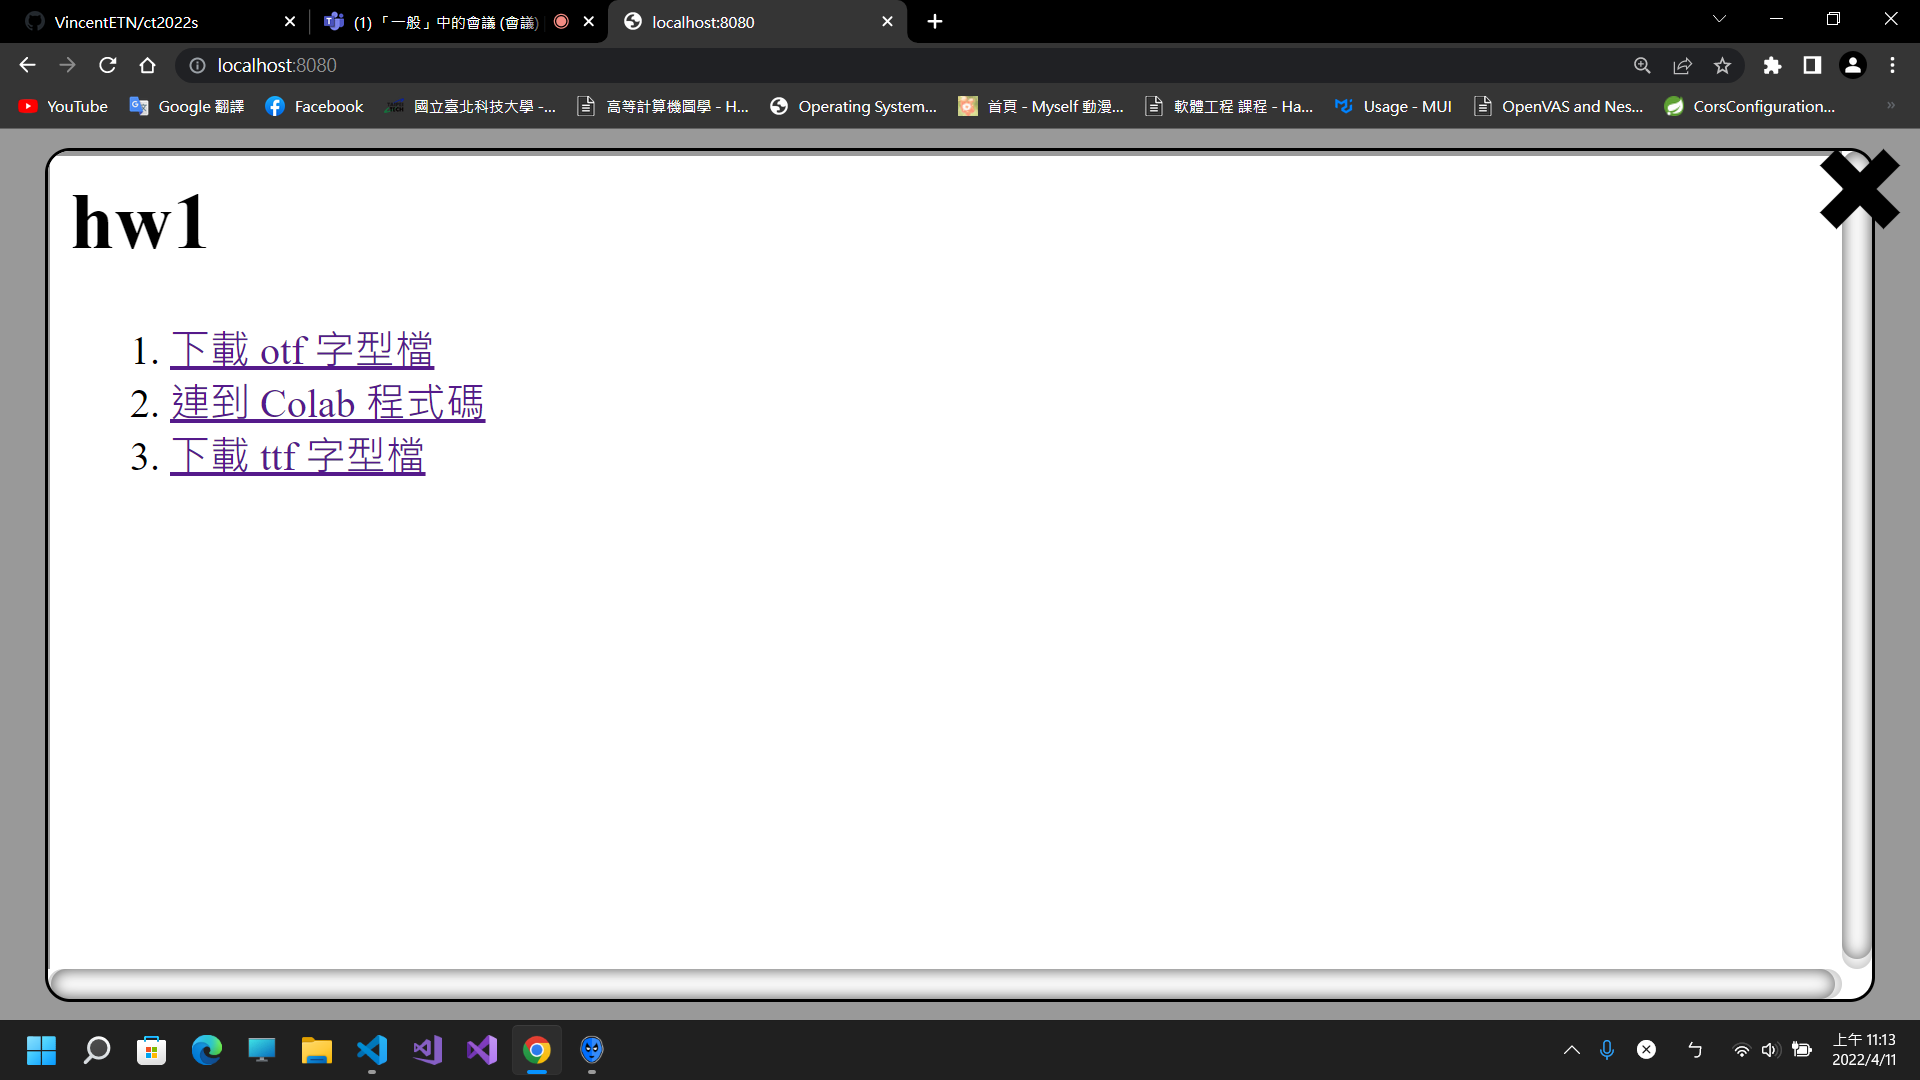 VincentETN/ct2022s
(1)「一般」中的會議 (會議)
localhost:8080
localhost:8080
YouTube
Google 翻譯
Facebook
國立臺北科技大學 -...
高等計算機圖學 - H...
Operating System...
首頁 - Myself 動漫...
軟體工程 課程 - Ha...
Usage - MUI
OpenVAS and Nes...
CorsConfiguration...
hw1
1. 下載 otf 字型檔
2. 連到 Colab 程式碼
3. 下載 ttf 字型檔
ㄅ
上午 11:13
2022/4/11